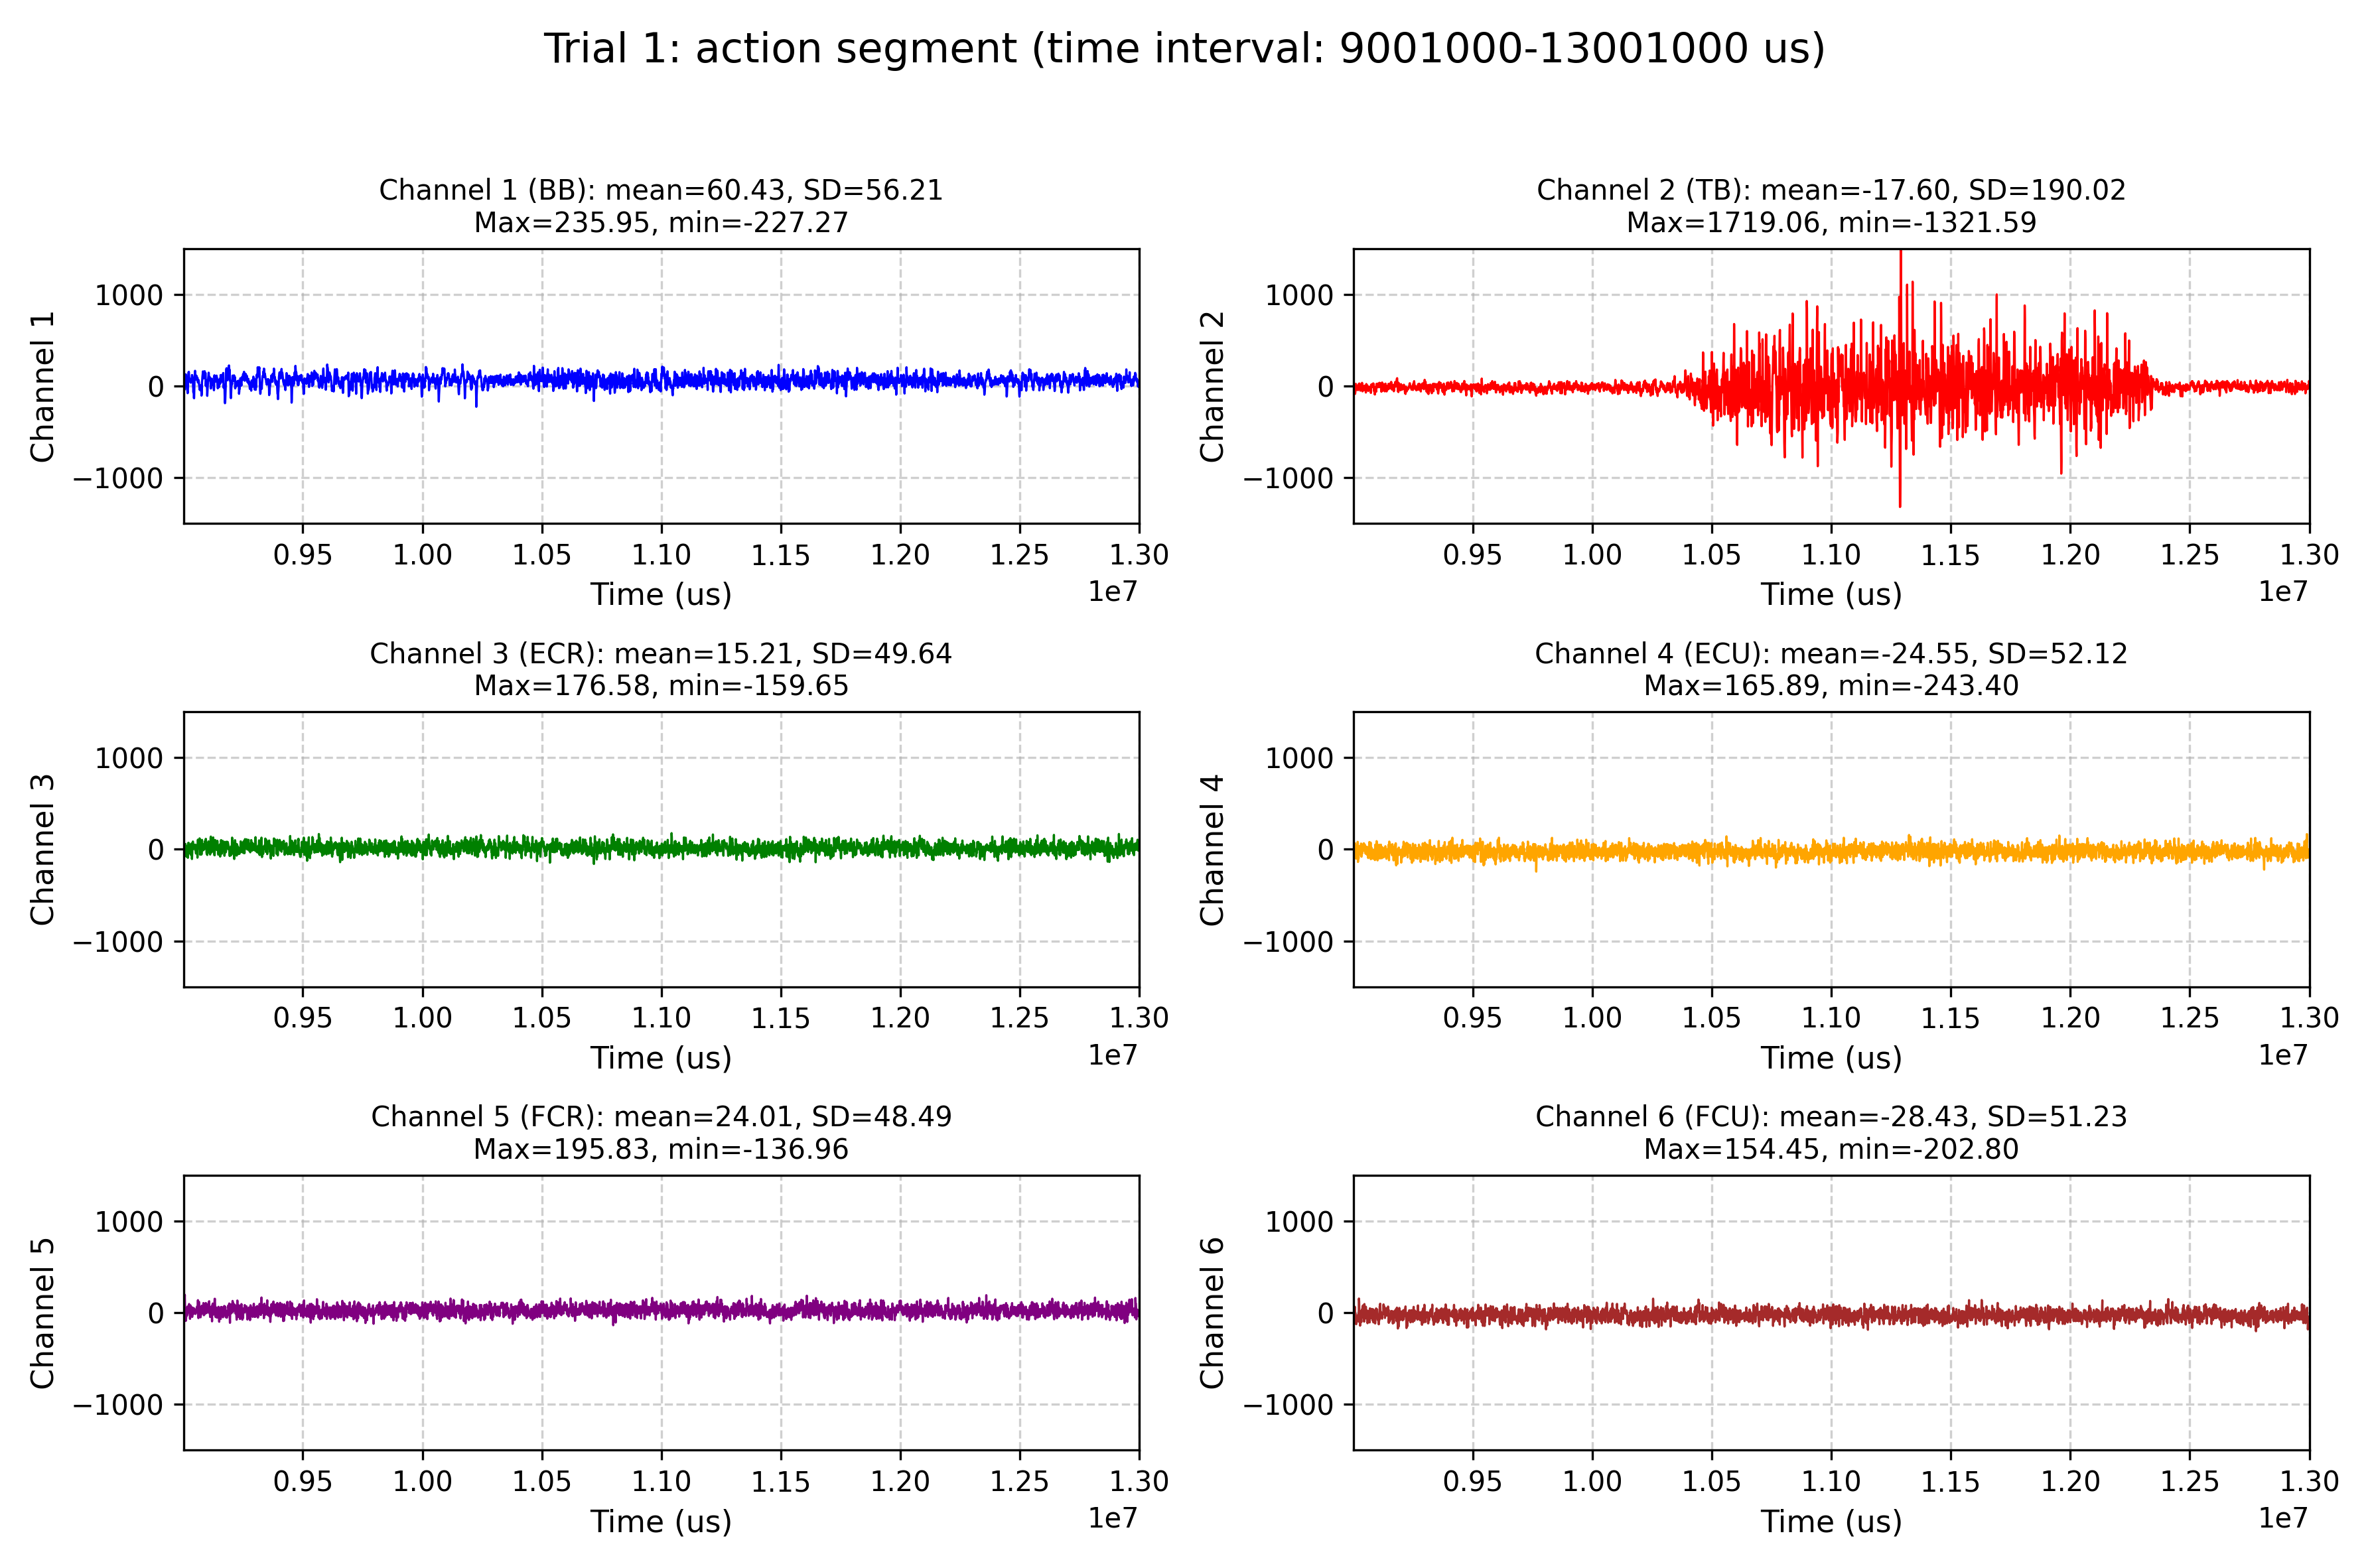 Trial 1: action segment (time interval: 9001000-13001000 us)
Channel 1 (BB): mean=60.43, SD=56.21
Max=235.95, min=-227.27
Channel 1
1000
0
−1000
0.95 1.00 1.05 1.10 1.15 1.20 1.25 1.30
Time (us)
1e7
Channel 2 (TB): mean=-17.60, SD=190.02
Max=1719.06, min=-1321.59
Channel 2
1000
0
−1000
0.95 1.00 1.05 1.10 1.15 1.20 1.25 1.30
Time (us)
1e7
Channel 3 (ECR): mean=15.21, SD=49.64
Max=176.58, min=-159.65
Channel 3
1000
0
−1000
0.95 1.00 1.05 1.10 1.15 1.20 1.25 1.30
Time (us)
1e7
Channel 4 (ECU): mean=-24.55, SD=52.12
Max=165.89, min=-243.40
Channel 4
1000
0
−1000
0.95 1.00 1.05 1.10 1.15 1.20 1.25 1.30
Time (us)
1e7
Channel 5 (FCR): mean=24.01, SD=48.49
Max=195.83, min=-136.96
Channel 5
1000
0
−1000
0.95 1.00 1.05 1.10 1.15 1.20 1.25 1.30
Time (us)
1e7
Channel 6 (FCU): mean=-28.43, SD=51.23
Max=154.45, min=-202.80
Channel 6
1000
0
−1000
0.95 1.00 1.05 1.10 1.15 1.20 1.25 1.30
Time (us)
1e7